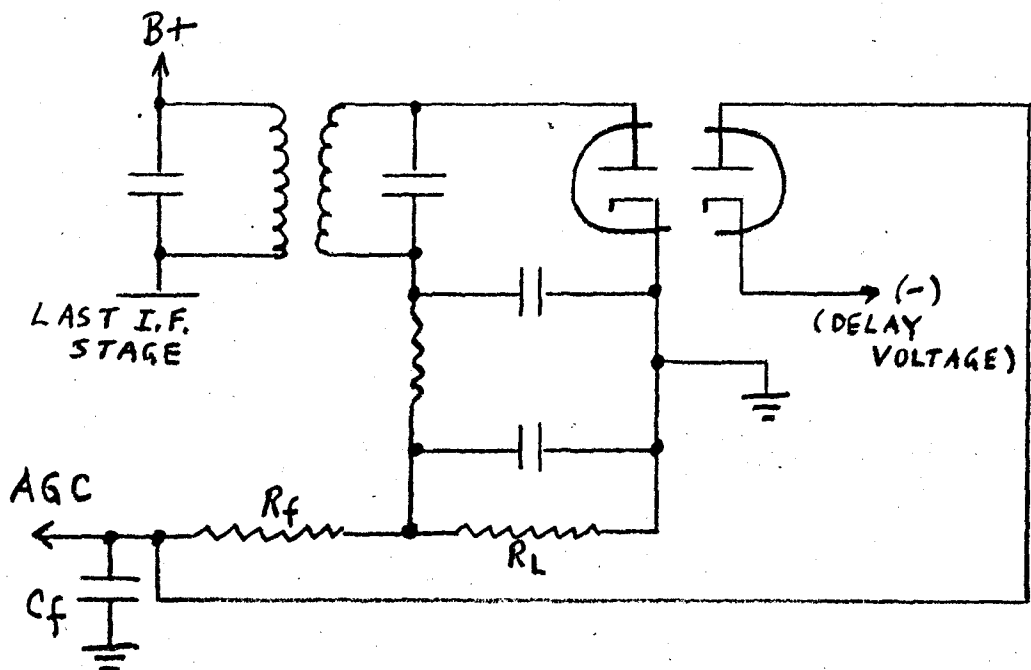 B+
LAST I.F.
STAGE
(-)
(DELAY
VOLTAGE)
AGC
Rf
RL
Cf